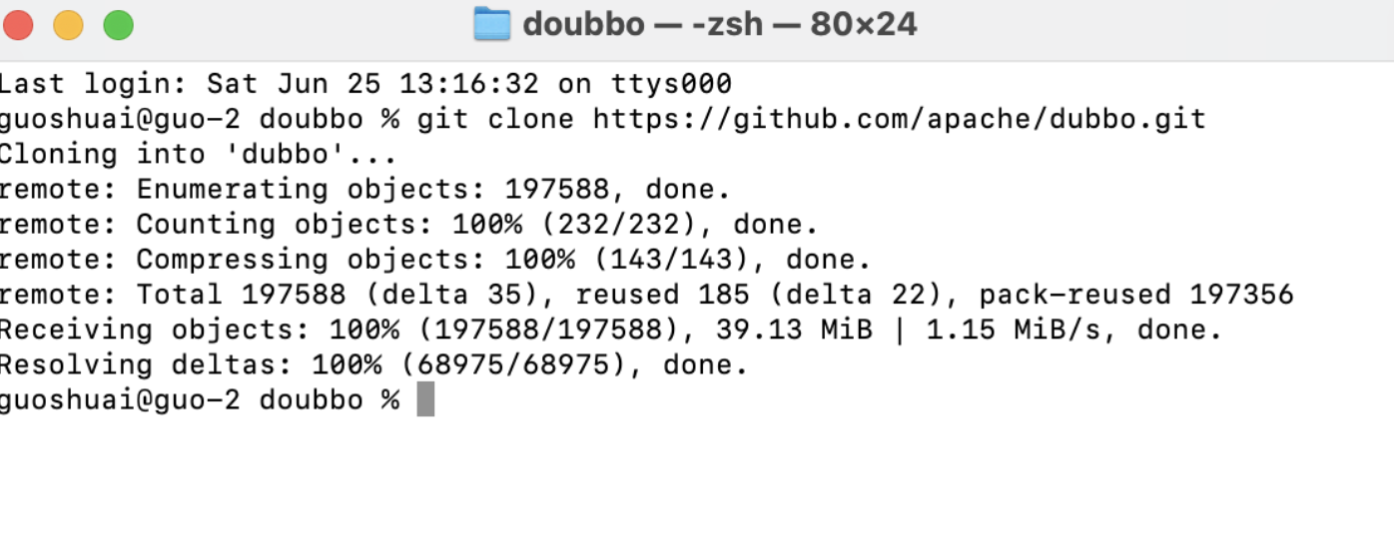 doubbo — -zsh — 80×24
Last login: Sat Jun 25 13:16:32 on ttys000
guoshuai@guo-2 doubbo % git clone https://github.com/apache/dubbo.git
Cloning into 'dubbo'...
remote: Enumerating objects: 197588, done.
remote: Counting objects: 100% (232/232), done.
remote: Compressing objects: 100% (143/143), done.
remote: Total 197588 (delta 35), reused 185 (delta 22), pack-reused 197356
Receiving objects: 100% (197588/197588), 39.13 MiB | 1.15 MiB/s, done.
Resolving deltas: 100% (68975/68975), done.
guoshuai@guo-2 doubbo %